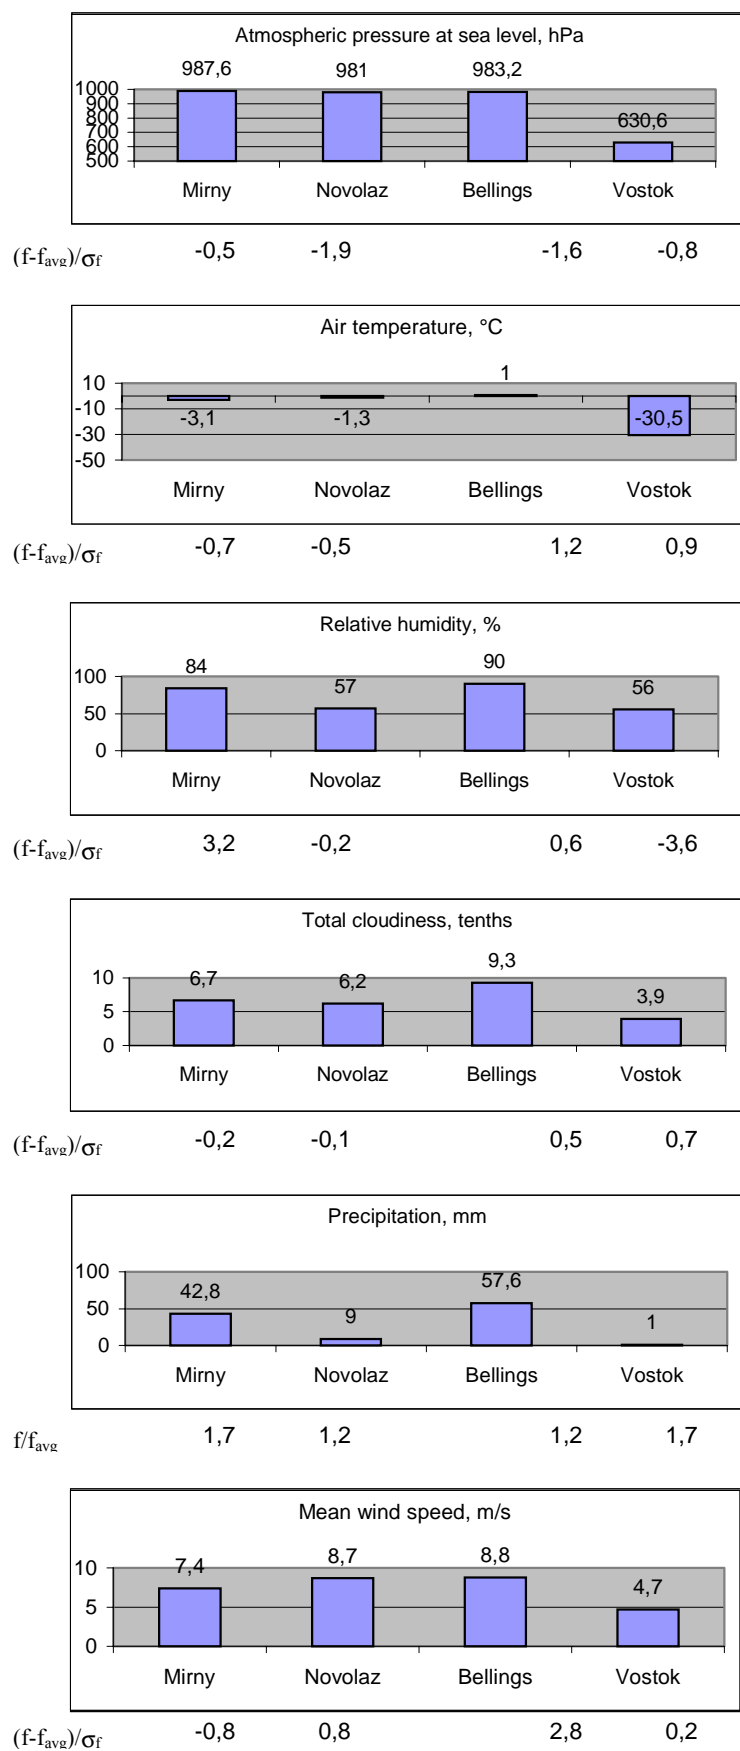 Atmospheric pressure at sea level, hPa
987,6 981 983,2
630,6
1000
900
800
700
600
500
Mirny Novolaz Bellings Vostok
(f-favg)/σf -0,5 -1,9 -1,6 -0,8
Air temperature, °C
1
10
-10
-30
-50
-3,1 -1,3 -30,5
Mirny Novolaz Bellings Vostok
(f-favg)/σf -0,7 -0,5 1,2 0,9
Relative humidity, %
84 57 90 56
100
50
0
Mirny Novolaz Bellings Vostok
(f-favg)/σf 3,2 -0,2 0,6 -3,6
Total cloudiness, tenths
6,7 6,2 9,3 3,9
10
5
0
Mirny Novolaz Bellings Vostok
(f-favg)/σf -0,2 -0,1 0,5 0,7
Precipitation, mm
42,8 9 57,6 1
100
50
0
Mirny Novolaz Bellings Vostok
f/favg 1,7 1,2 1,2 1,7
Mean wind speed, m/s
7,4 8,7 8,8 4,7
10
5
0
Mirny Novolaz Bellings Vostok
(f-favg)/σf -0,8 0,8 2,8 0,2